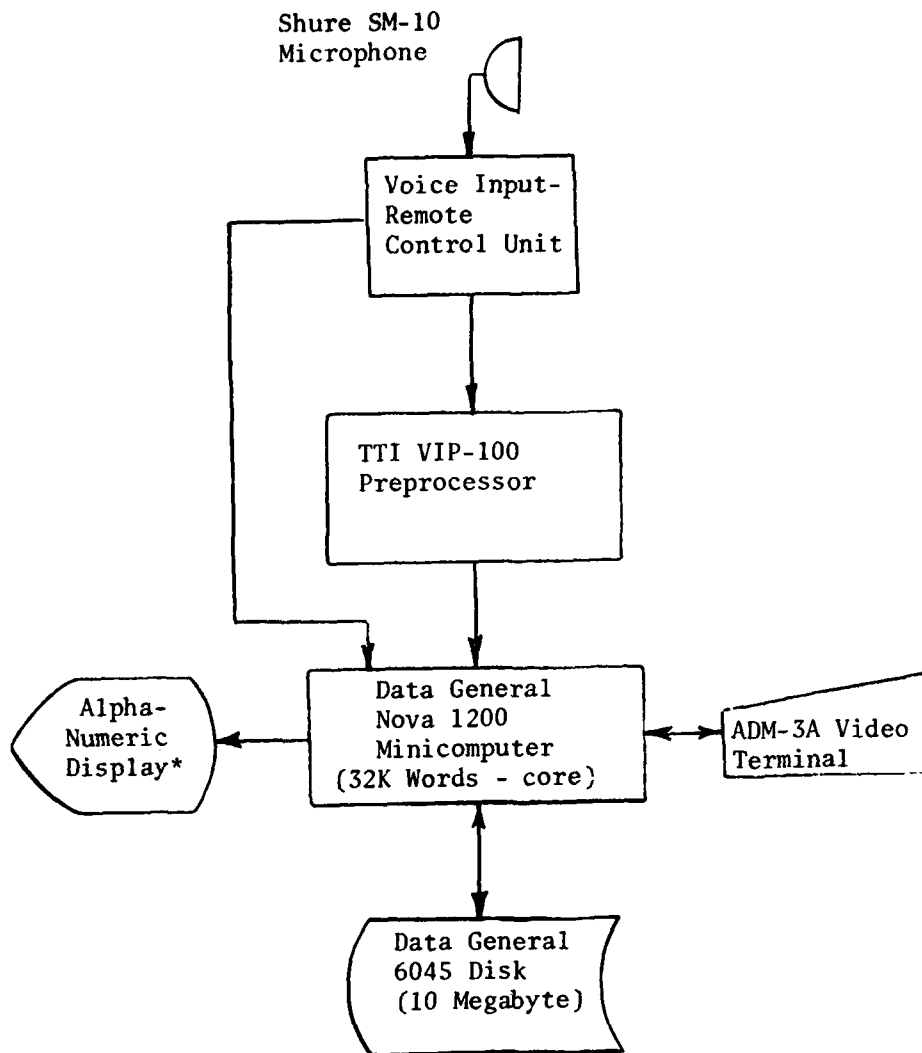 Shure SM-10
Microphone
Voice Input-
Remote
Control Unit
TTI VIP-100
Preprocessor
Data General
Nova 1200
Minicomputer
(32K Words - core)
Alpha-
Numeric
Display*
ADM-3A Video
Terminal
Data General
6045 Disk
(10 Megabyte)